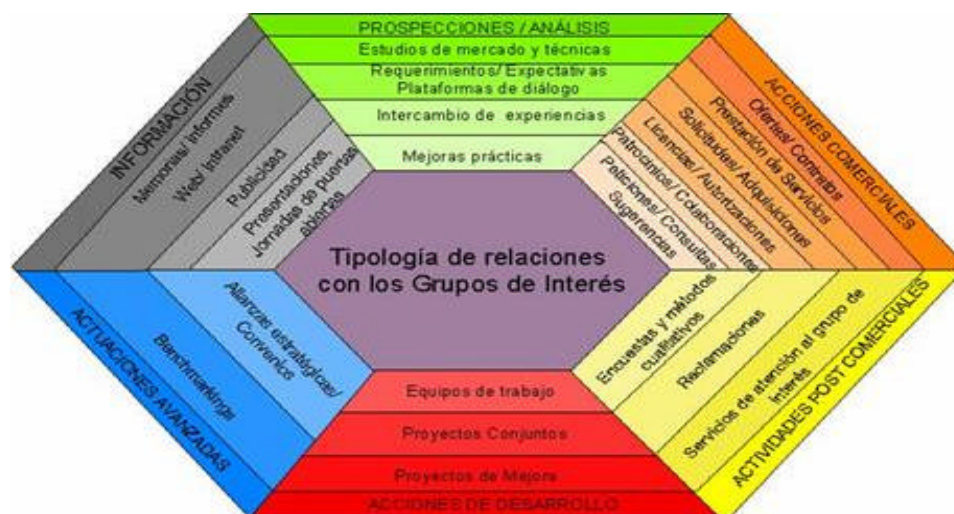 PROSPECCIONES / ANÁLISIS
Estudios de mercado y técnicas
Requerimientos/ Expectativas
Plataformas de diálogo
Intercambio de experiencias
Mejoras prácticas
INFORMACIÓN
Memorias/ Informes
Web/ Intranet
Publicidad
Presentaciones,
Jornadas de puertas
abiertas
ACCIONES COMERCIALES
Ofertas/ Contratos
Prestación de Servicios
Solicitudes/ Adquisiciones
Licencias/ Autorizaciones
Patrocinios/ Colaboraciones
Peticiones/ Consultas
Sugerencias
Tipología de relaciones
con los Grupos de Interés
ACTUACIONES AVANZADAS
Benchmarkings
Alianzas estratégicas/
Convenios
Encuestas y métodos
cualitativos
Reclamaciones
Servicios de atención al grupo de
Interés
ACTIVIDADES POST COMERCIALES
Equipos de trabajo
Proyectos Conjuntos
Proyectos de Mejora
ACCIONES DE DESARROLLO